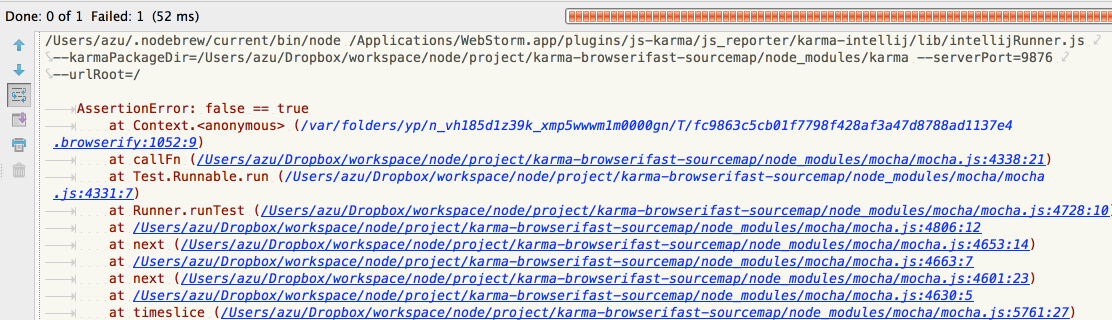 Done: 0 of 1 Failed: 1 (52 ms)
/Users/azu/.nodebrew/current/bin/node /Applications/WebStorm.app/plugins/js-karma/js_reporter/karma-intellij/lib/intellijRunner.js
--karmaPackageDir=/Users/azu/Dropbox/workspace/node/project/karma-browserifast-sourcemap/node_modules/karma --serverPort=9876
--urlRoot=/
AssertionError: false == true
at Context.<anonymous> (/var/folders/yp/n_vh185d1z39k_xmp5wwwm1m0000gn/T/fc9863c5cb01f7798f428af3a47d8788ad1137e4
.browserify:1052:9)
at callFn (/Users/azu/Dropbox/workspace/node/project/karma-browserifast-sourcemap/node_modules/mocha/mocha.js:4338:21)
at Test.Runnable.run (/Users/azu/Dropbox/workspace/node/project/karma-browserifast-sourcemap/node_modules/mocha/mocha
.js:4331:7)
at Runner.runTest (/Users/azu/Dropbox/workspace/node/project/karma-browserifast-sourcemap/node_modules/mocha/mocha.js:4728:10)
at /Users/azu/Dropbox/workspace/node/project/karma-browserifast-sourcemap/node_modules/mocha/mocha.js:4806:12
at next (/Users/azu/Dropbox/workspace/node/project/karma-browserifast-sourcemap/node_modules/mocha/mocha.js:4653:14)
at /Users/azu/Dropbox/workspace/node/project/karma-browserifast-sourcemap/node_modules/mocha/mocha.js:4663:7
at next (/Users/azu/Dropbox/workspace/node/project/karma-browserifast-sourcemap/node_modules/mocha/mocha.js:4601:23)
at /Users/azu/Dropbox/workspace/node/project/karma-browserifast-sourcemap/node_modules/mocha/mocha.js:4630:5
at timeslice (/Users/azu/Dropbox/workspace/node/project/karma-browserifast-sourcemap/node_modules/mocha/mocha.js:5761:27)